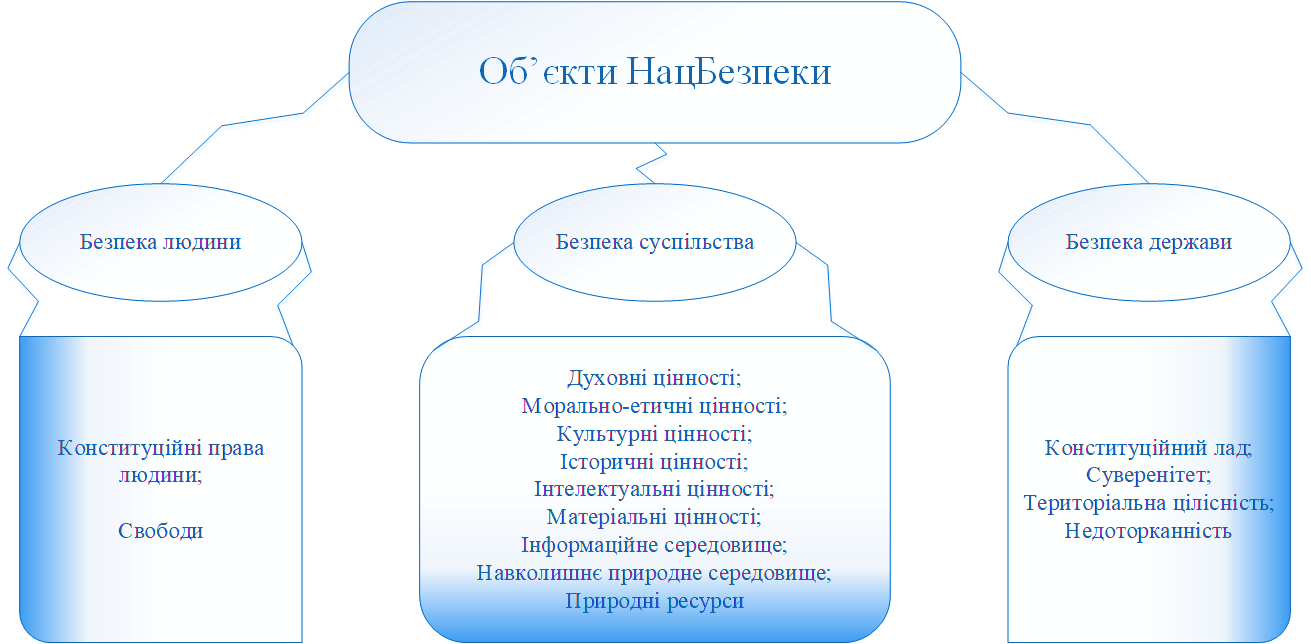 Об’єкти НацБезпеки
Безпека людини
Безпека суспільства
Безпека держави
Конституційні права
людини;
Свободи
Духовні цінності;
Морально-етичні цінності;
Культурні цінності;
Історичні цінності;
Інтелектуальні цінності;
Матеріальні цінності;
Інформаційне середовище;
Навколишнє природне середовище;
Природні ресурси
Конституційний лад;
Суверенітет;
Територіальна цілісність;
Недоторканність